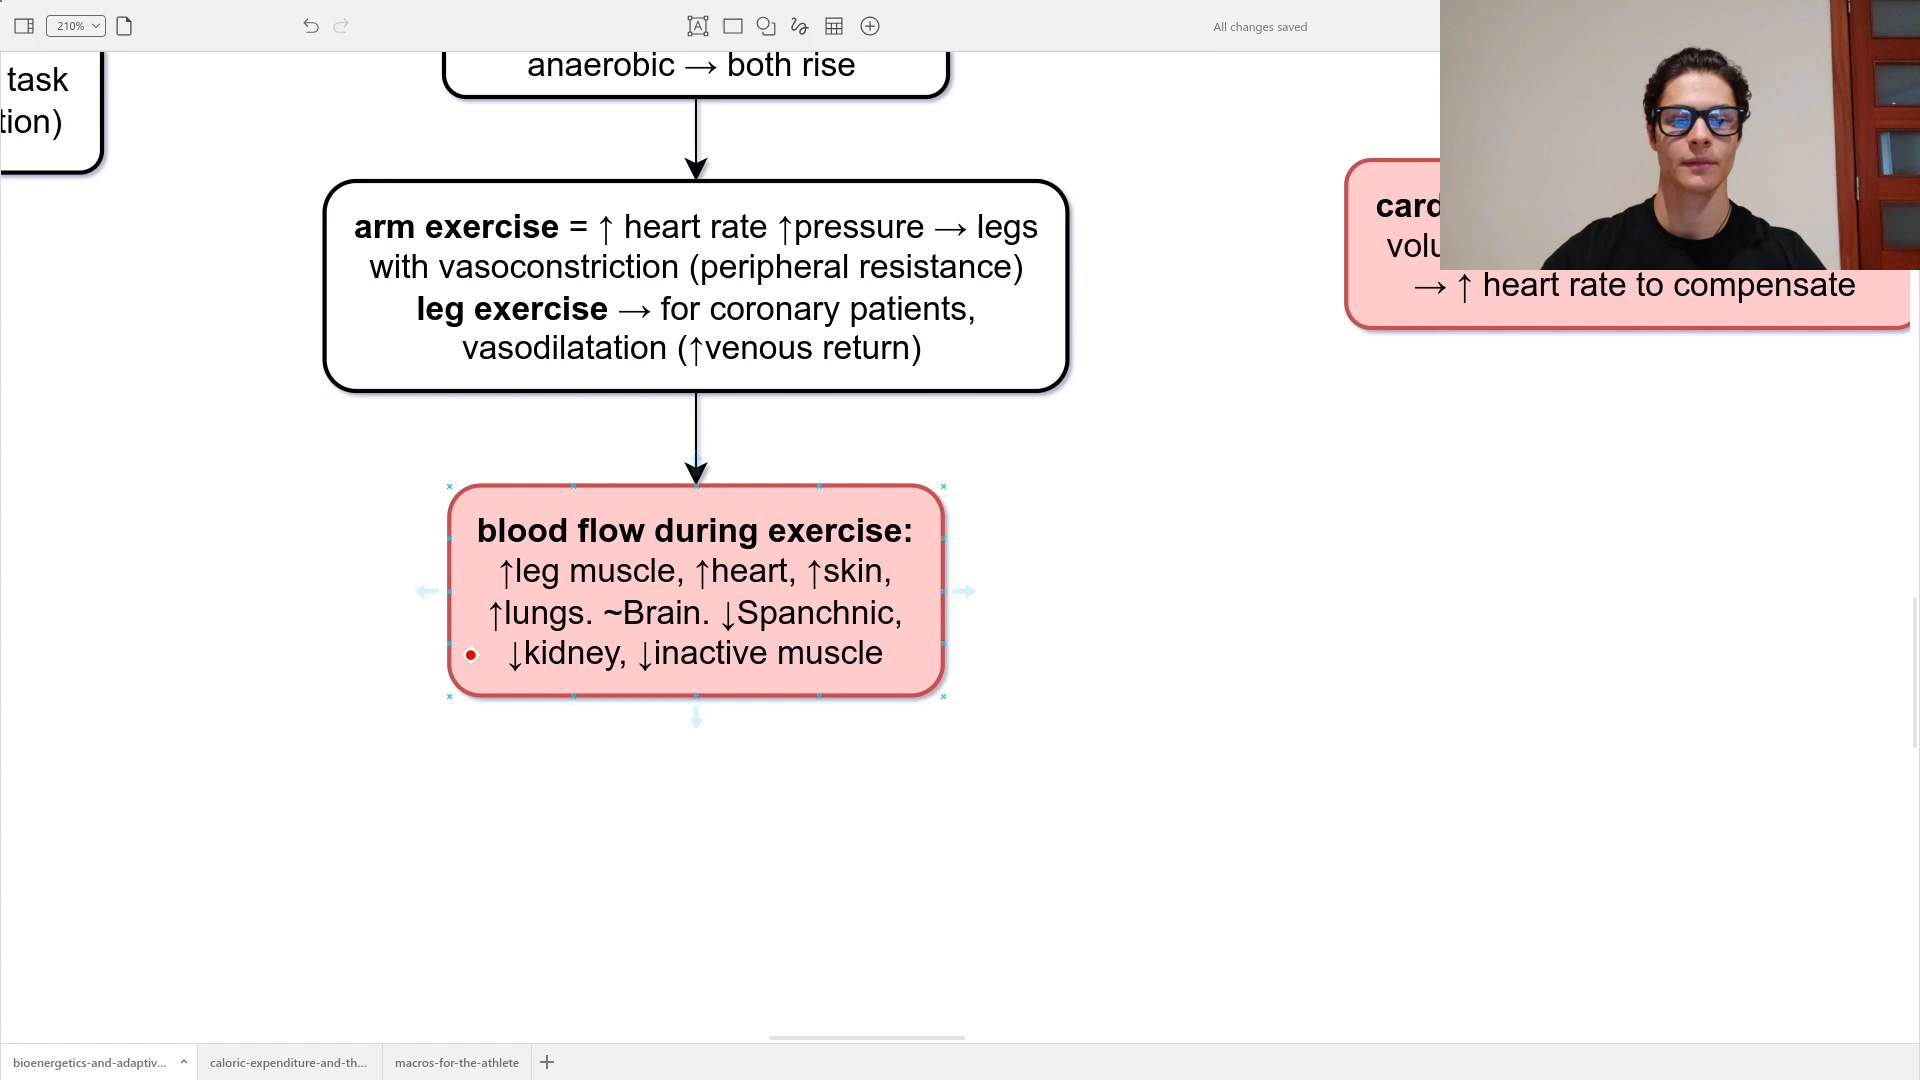 210%
All changes saved
task
tion)
anaerobic → both rise
arm exercise = ↑ heart rate ↑pressure → legs
with vasoconstriction (peripheral resistance)
leg exercise → for coronary patients,
vasodilatation (↑venous return)
card
volu
→ ↑ heart rate to compensate
blood flow during exercise:
↑leg muscle, ↑heart, ↑skin,
↑lungs. ~Brain. ↓Spanchnic,
↓kidney, ↓inactive muscle
bioenergetics-and-adaptiv...
caloric-expenditure-and-th...
macros-for-the-athlete